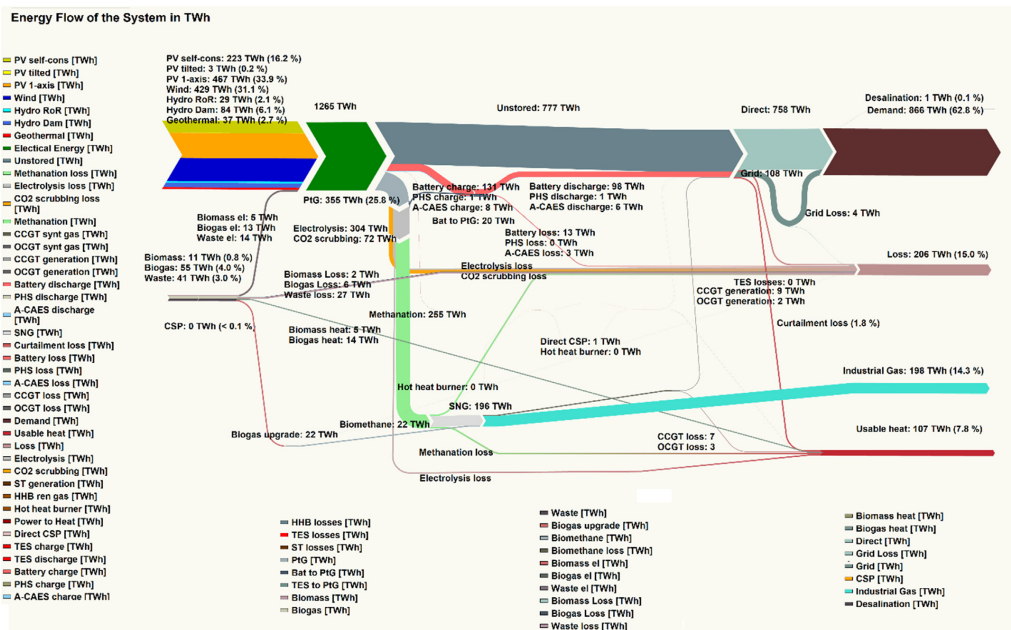 Energy Flow of the System in TWh
PV self-cons [TWh]
PV tilted [TWh]
PV 1-axis [TWh]
Wind [TWh]
Hydro RoR [TWh]
Hydro Dam [TWh]
Geothermal [TWh]
Electical Energy [TWh]
Unstored [TWh]
Methanation loss [TWh]
Electrolysis loss [TWh]
CO2 scrubbing loss
[TWh]
Methanation [TWh]
CCGT synt gas [TWh]
OCGT synt gas [TWh]
CCGT generation [TWh]
OCGT generation [TWh]
Battery discharge [TWh]
PHS discharge [TWh]
A-CAES discharge
[TWh]
SNG [TWh]
Curtailment loss [TWh]
Battery loss [TWh]
PHS loss [TWh]
A-CAES loss [TWh]
CCGT loss [TWh]
OCGT loss [TWh]
Demand [TWh]
Usable heat [TWh]
Loss [TWh]
Electrolysis [TWh]
CO2 scrubbing [TWh]
ST generation [TWh]
HHB ren gas [TWh]
Hot heat burner [TWh]
Power to Heat [TWh]
Direct CSP [TWh]
TES charge [TWh]
TES discharge [TWh]
Battery charge [TWh]
PHS charge [TWh]
A-CAES charge [TWh]
PV self-cons: 223 TWh (16.2 %)
PV tilted: 3 TWh (0.2 %)
PV 1-axis: 467 TWh (33.9 %)
Wind: 429 TWh (31.1 %)
Hydro RoR: 29 TWh (2.1 %)
Hydro Dam: 84 TWh (6.1 %)
Geothermal: 37 TWh (2.7 %)
1265 TWh
Unstored: 777 TWh
Direct: 758 TWh
Desalination: 1 TWh (0.1 %)
Demand: 866 TWh (62.8 %)
Grid: 108 TWh
Grid Loss: 4 TWh
PtG: 355 TWh (25.8 %)
Battery charge: 131 TWh
PHS charge: 1 TWh
A-CAES charge: 8 TWh
Battery discharge: 98 TWh
PHS discharge: 1 TWh
A-CAES discharge: 6 TWh
Bat to PtG: 20 TWh
Biomass el: 5 TWh
Biogas el: 13 TWh
Waste el: 14 TWh
Electrolysis: 304 TWh
CO2 scrubbing: 72 TWh
Battery loss: 13 TWh
PHS loss: 0 TWh
A-CAES loss: 3 TWh
Loss: 206 TWh (15.0 %)
Biomass: 11 TWh (0.8 %)
Biogas: 55 TWh (4.0 %)
Waste: 41 TWh (3.0 %)
Biomass Loss: 2 TWh
Biogas Loss: 6 TWh
Waste loss: 27 TWh
Electrolysis loss
CO2 scrubbing loss
TES losses: 0 TWh
CCGT generation: 9 TWh
OCGT generation: 2 TWh
Curtailment loss (1.8 %)
Methanation: 255 TWh
CSP: 0 TWh (< 0.1 %)
Biomass heat: 5 TWh
Biogas heat: 14 TWh
Direct CSP: 1 TWh
Hot heat burner: 0 TWh
Industrial Gas: 198 TWh (14.3 %)
Hot heat burner: 0 TWh
SNG: 196 TWh
Biomethane: 22 TWh
Biogas upgrade: 22 TWh
Usable heat: 107 TWh (7.8 %)
CCGT loss: 7
OCGT loss: 3
Methanation loss
Electrolysis loss
HHB losses [TWh]
TES losses [TWh]
ST losses [TWh]
PtG [TWh]
Bat to PtG [TWh]
TES to PtG [TWh]
Biomass [TWh]
Biogas [TWh]
Waste [TWh]
Biogas upgrade [TWh]
Biomethane [TWh]
Biomethane loss [TWh]
Biomass el [TWh]
Biogas el [TWh]
Waste el [TWh]
Biomass Loss [TWh]
Biogas Loss [TWh]
Waste loss [TWh]
Biomass heat [TWh]
Biogas heat [TWh]
Direct [TWh]
Grid Loss [TWh]
Grid [TWh]
CSP [TWh]
Industrial Gas [TWh]
Desalination [TWh]